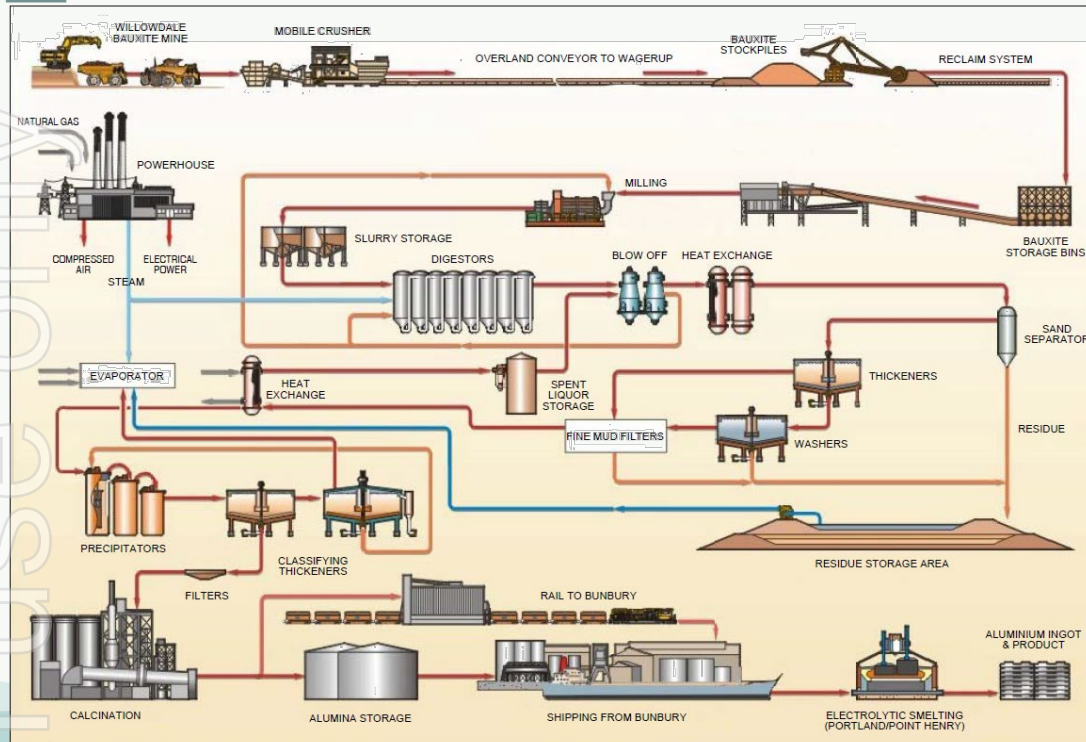 WILLOWDALE
BAUXITE MINE
MOBILE CRUSHER
OVERLAND CONVEYOR TO WAGERUP
BAUXITE
STOCKPILES
RECLAIM SYSTEM
NATURAL GAS
POWERHOUSE
MILLING
BAUXITE
STORAGE BINS
COMPRESSED
AIR
ELECTRICAL
POWER
STEAM
SLURRY STORAGE
DIGESTORS
BLOW OFF
HEAT EXCHANGE
SAND
SEPARATOR
EVAPORATOR
HEAT
EXCHANGE
SPENT
LIQUOR
STORAGE
THICKENERS
FINE MUD FILTERS
WASHERS
RESIDUE
PRECIPITATORS
CLASSIFYING
THICKENERS
RESIDUE STORAGE AREA
FILTERS
RAIL TO BUNBURY
ALUMINIUM INGOT
& PRODUCT
CALCINATION
ALUMINA STORAGE
SHIPPING FROM BUNBURY
ELECTROLYTIC SMELTING
(PORTLAND/POINT HENRY)
r use only